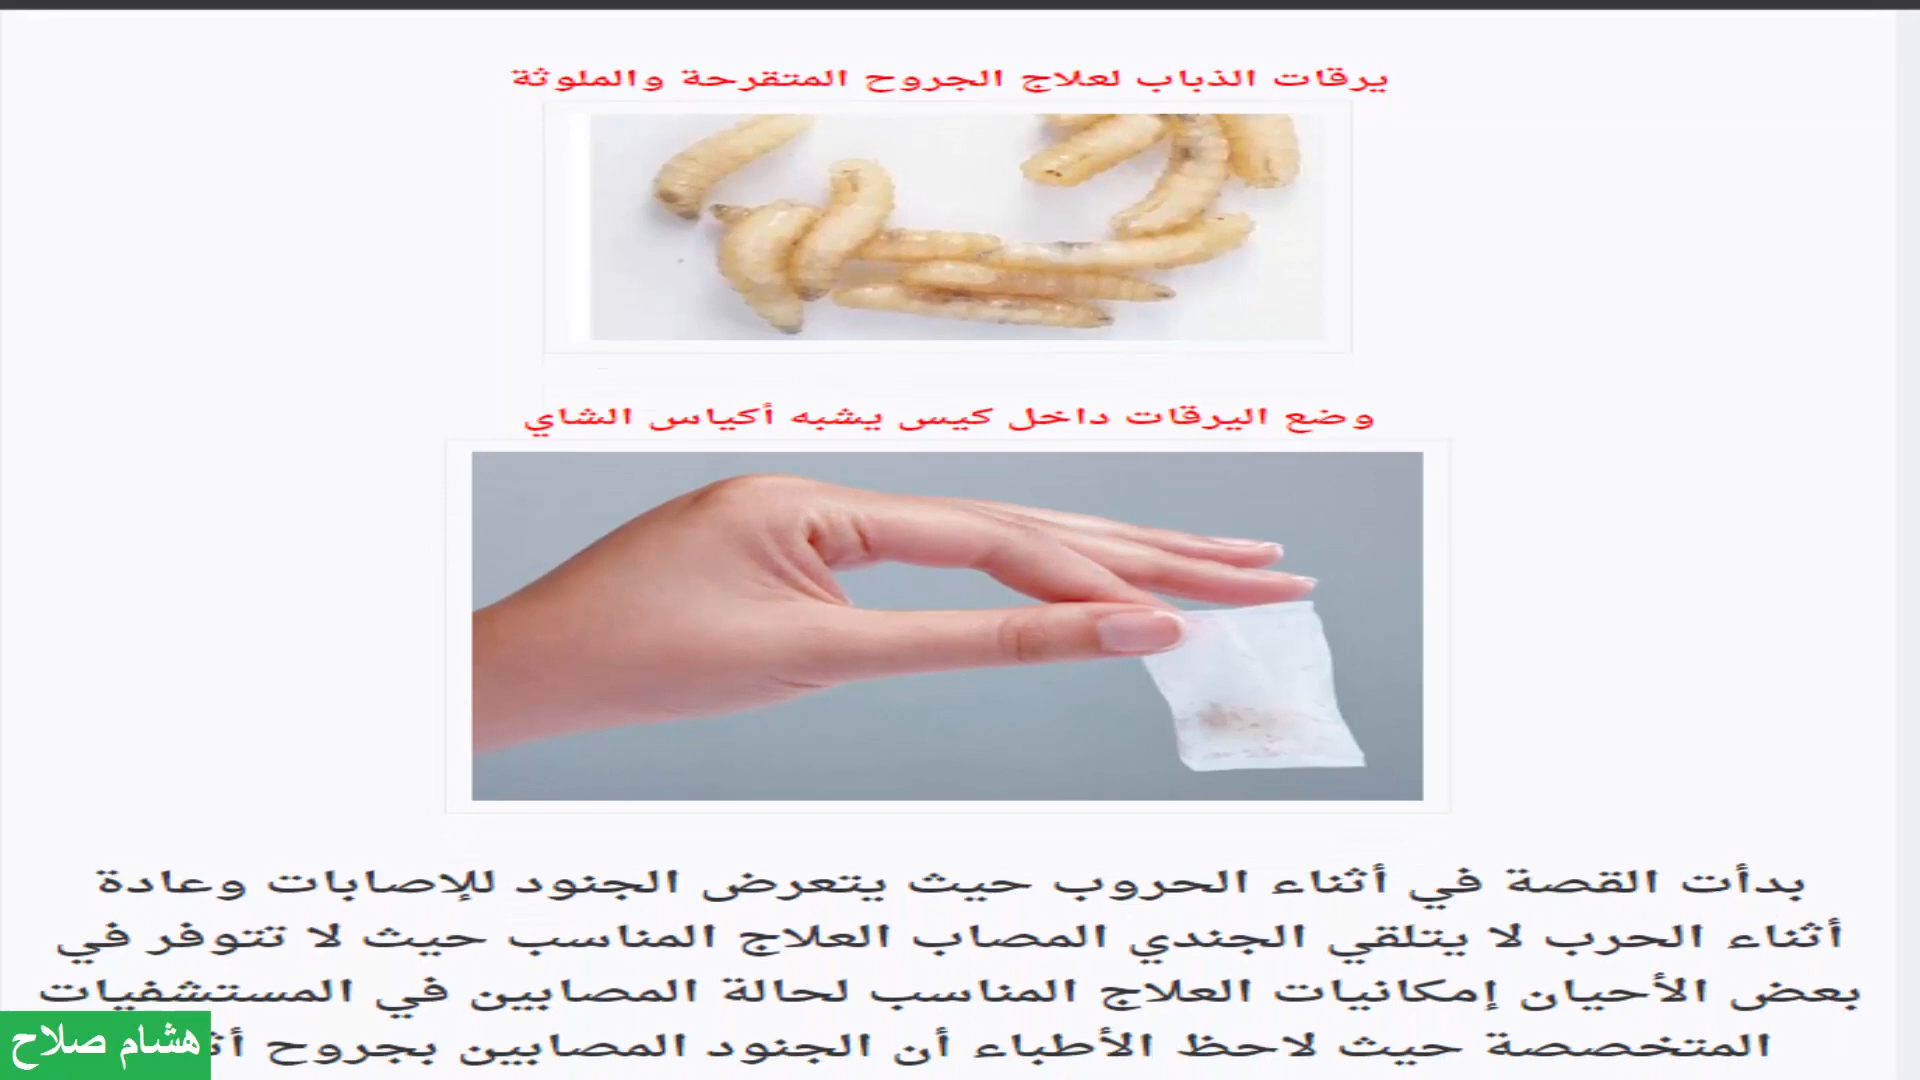 يرقات الذباب لعلاج الجروح المتقرحة والملوثة
وضع اليرقات داخل كيس يشبه أكياس الشاي
بدأت القصة في أثناء الحروب حيث يتعرض الجنود للإصابات وعادة
أثناء الحرب لا يتلقي الجندي المصاب العلاج المناسب حيث لا تتوفر في
بعض الأحيان إمكانيات العلاج المناسب لحالة المصابين في المستشفيات
المتخصصة حيث لاحظ الأطباء أن الجنود المصابين بجروح
هشام صلاح